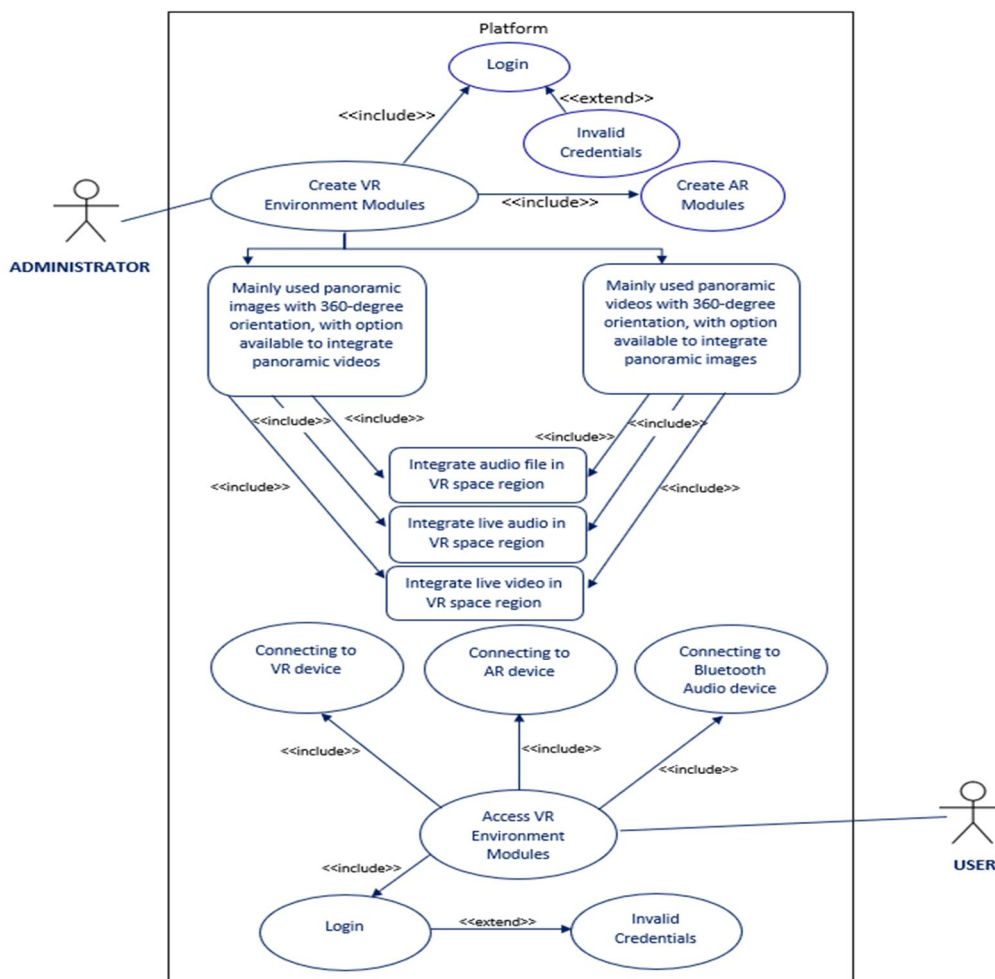 Platform
Login
<<include>>
<<extend>>
Invalid
Credentials
Create VR
Environment Modules
<<include>>
Create AR
Modules
ADMINISTRATOR
Mainly used panoramic
images with 360-degree
orientation, with option
available to integrate
panoramic videos
Mainly used panoramic
videos with 360-degree
orientation, with option
available to integrate
panoramic images
<<include>>
<<include>>
<<include>>
<<include>>
<<include>>
<<include>>
Integrate audio file in
VR space region
Integrate live audio in
VR space region
Integrate live video in
VR space region
Connecting to
VR device
Connecting to
AR device
Connecting to
Bluetooth
Audio device
<<include>>
<<include>>
<<include>>
Access VR
Environment
Modules
USER
<<include>>
Login
<<extend>>
Invalid
Credentials